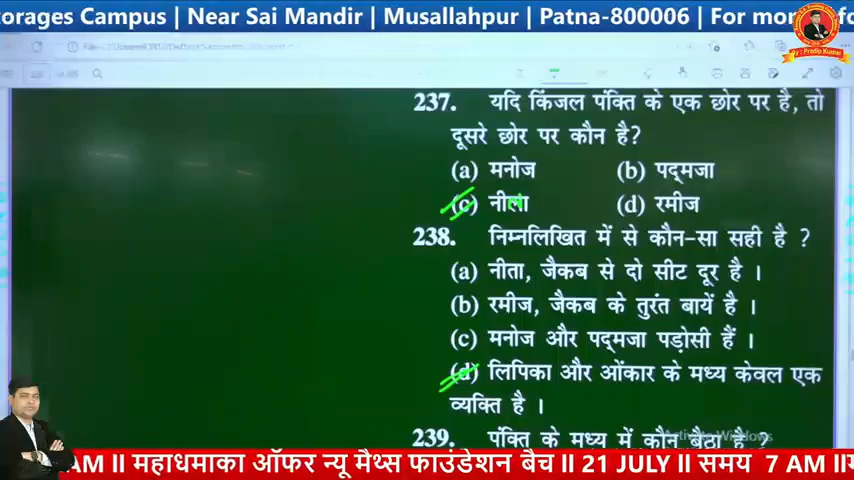 orages Campus | Near Sai Mandir | Musallahpur | Patna-800006 | For mor
237. यदि किंजल पंक्ति के एक छोर पर है, तो
दूसरे छोर पर कौन है?
(a) मनोज (b) पद्मजा
(c) नीला (d) रमीज
238. निम्नलिखित में से कौन-सा सही है ?
(a) नीता, जैकब से दो सीट दूर है ।
(b) रमीज, जैकब के तुरंत बायें है ।
(c) मनोज और पद्मजा पड़ोसी हैं ।
(d) लिपिका और ओंकार के मध्य केवल एक
व्यक्ति है ।
239. पंक्ति के मध्य में कौन बैठा है ?
AM II महाधमाका ऑफर न्यू मैथ्स फाउंडेशन बैच II 21 JULY II समय 7 AM II